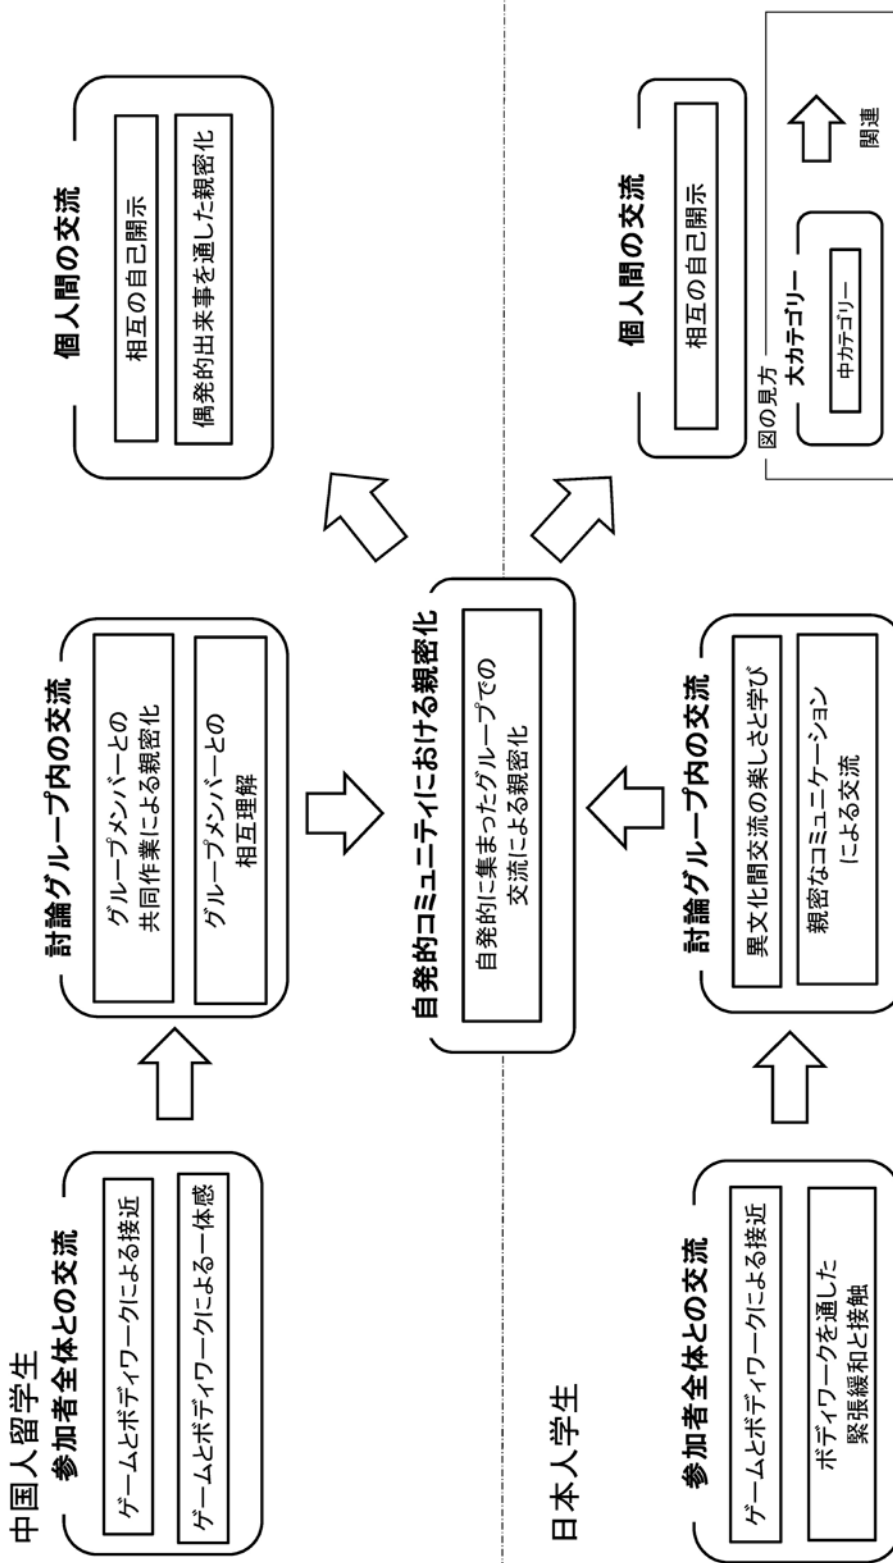 中国人留学生
参加者全体との交流
ゲームとボディワークによる接近
ゲームとボディワークによる一体感
討論グループ内の交流
グループメンバーとの
共同作業による親密化
グループメンバーとの
相互理解
個人間の交流
相互の自己開示
偶発的出来事を通した親密化
自発的コミュニティにおける親密化
自発的に集まったグループでの
交流による親密化
日本人学生
参加者全体との交流
ゲームとボディワークによる接近
ボディワークを通した
緊張緩和と接触
討論グループ内の交流
異文化間交流の楽しさと学び
親密なコミュニケーション
による交流
個人間の交流
相互の自己開示
図の見方
大カテゴリー
中カテゴリー
関連